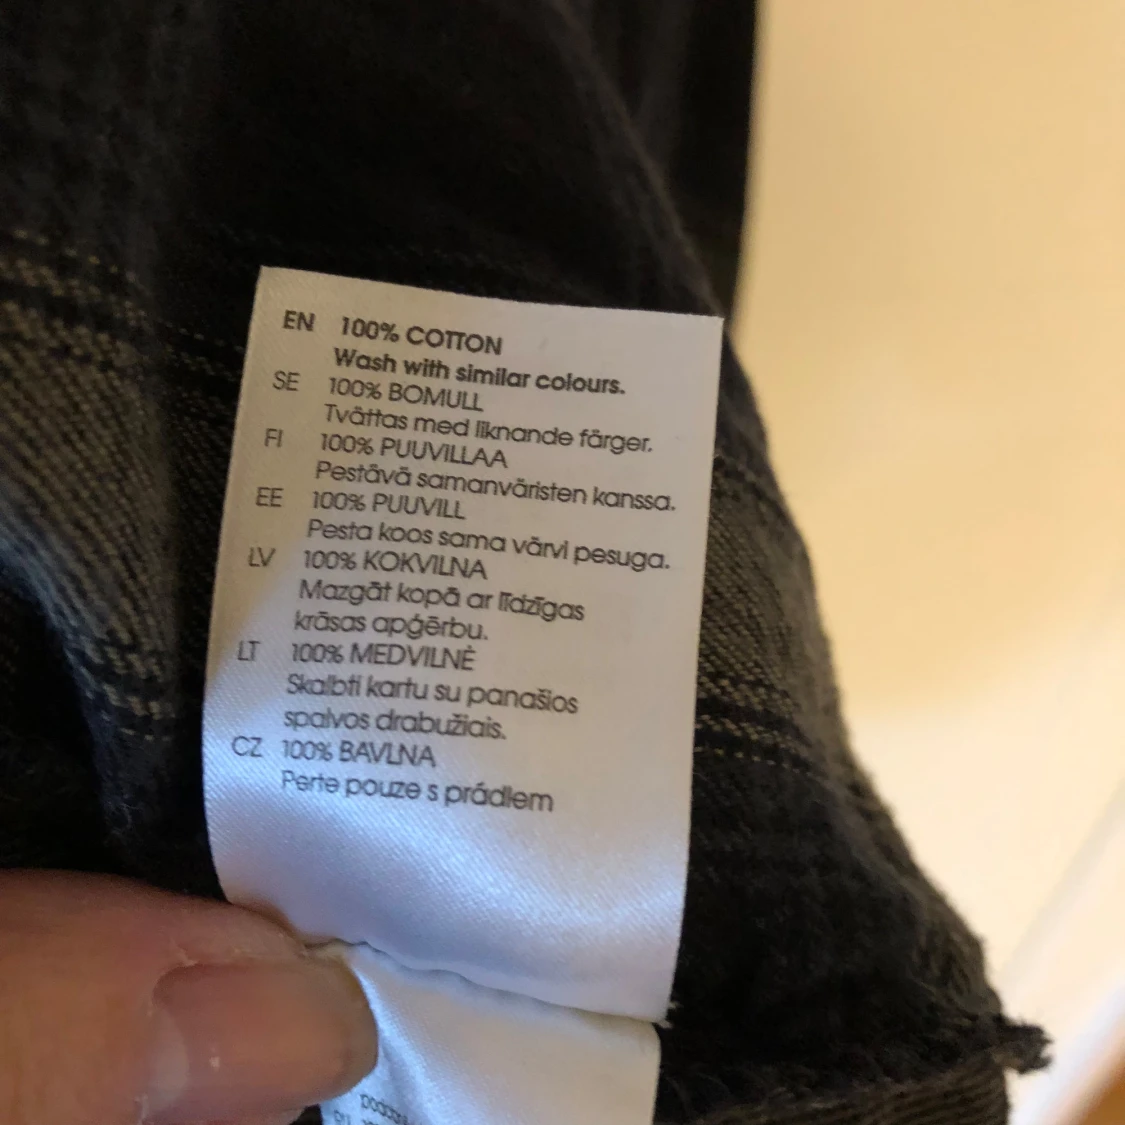 EN 100% COTTON
Wash with similar colours.
SE 100% BOMULL
Tvättas med liknande färger.
FI 100% PUUVILLAA
Pestävä samanväristen kanssa.
EE 100% PUUVILL
Pesta koos sama värvi pesuga.
LV 100% KOKVILNA
Mazgāt kopā ar līdzīgas
krāsas apģērbu.
LT 100% MEDVILNĖ
Skalbti kartu su panašios
spalvos drabužiais.
CZ 100% BAVLNA
Perte pouze s prádlem